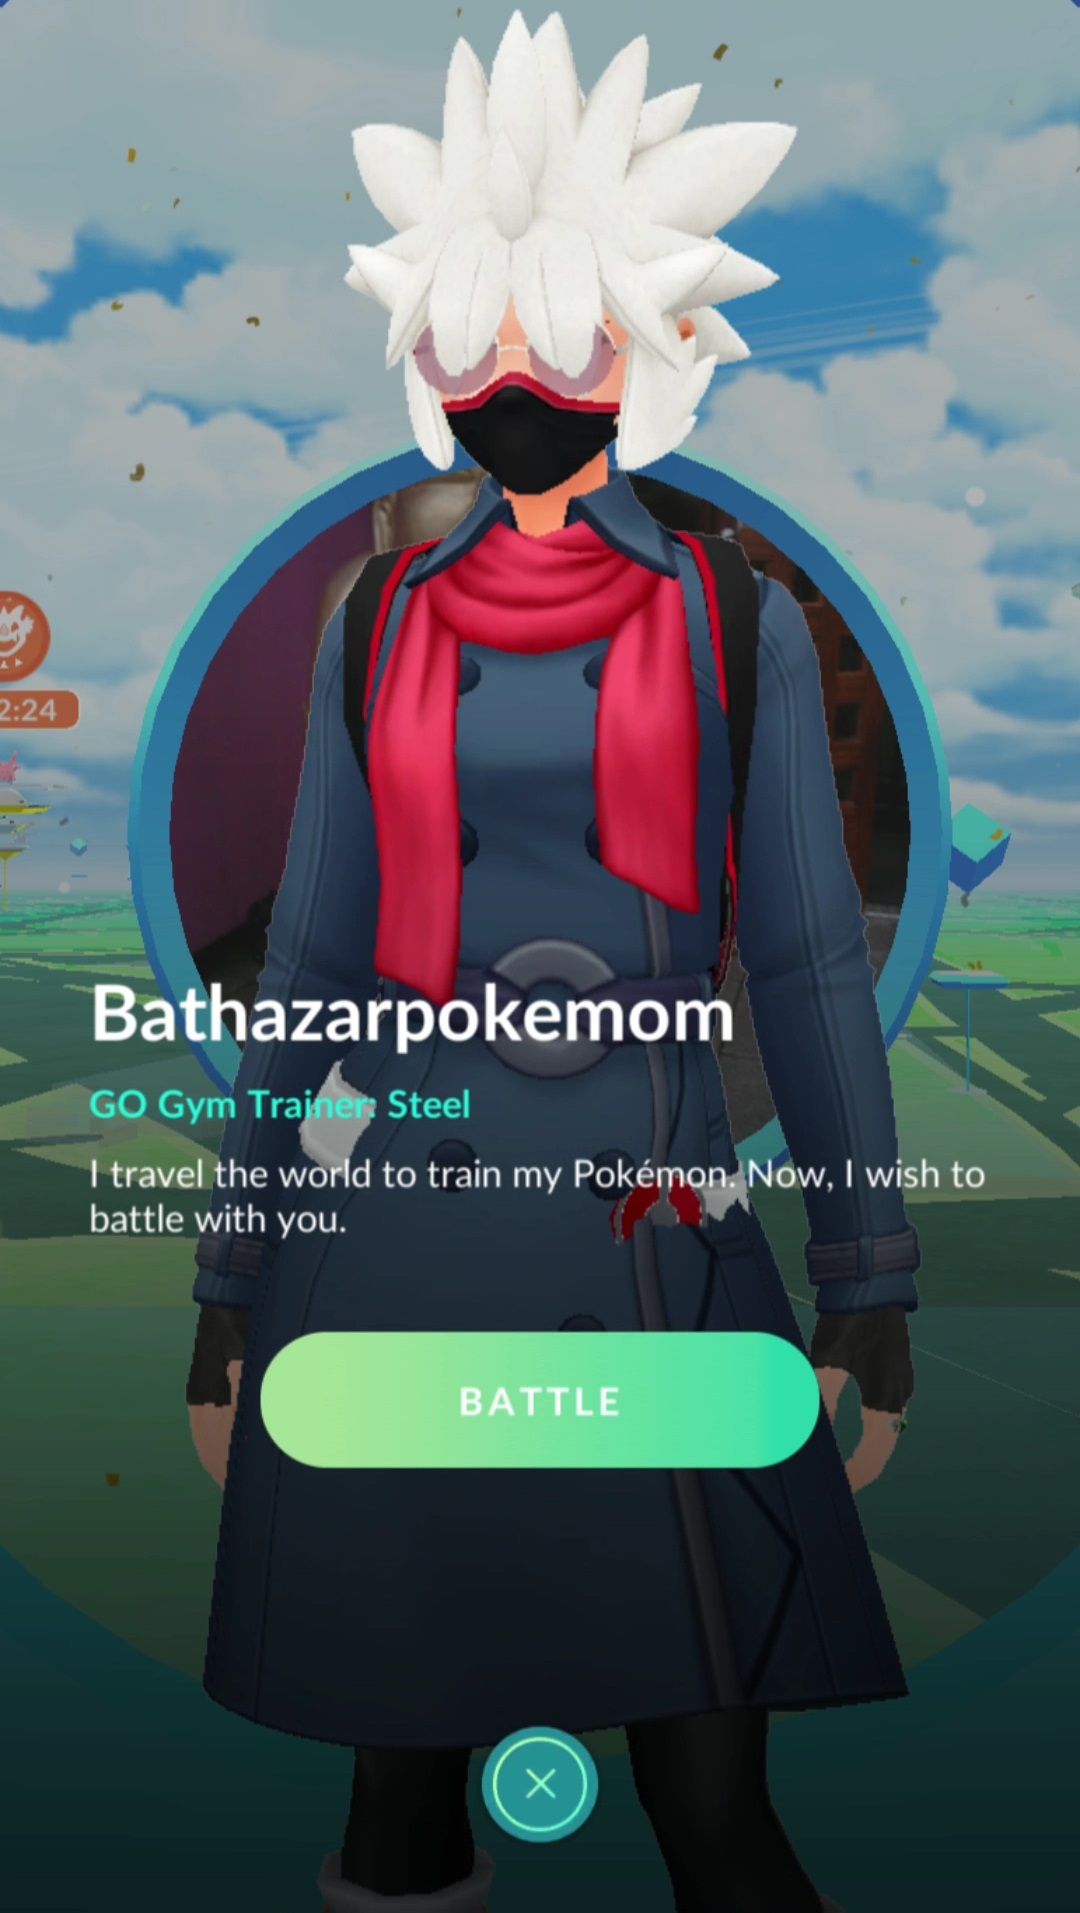 2:24
Bathazarpokemom
GO Gym Trainer: Steel
I travel the world to train my Pokémon. Now, I wish to
battle with you.
BATTLE